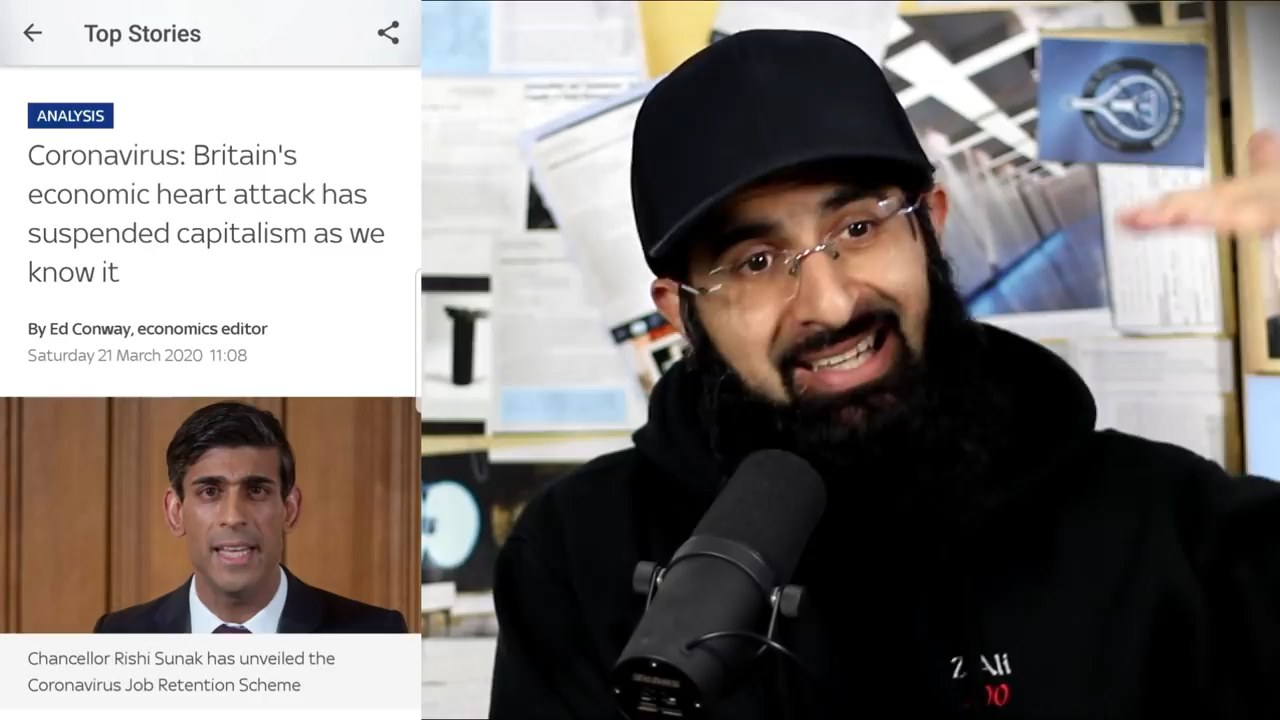 Top Stories
ANALYSIS
Coronavirus: Britain's
economic heart attack has
suspended capitalism as we
know it
By Ed Conway, economics editor
Saturday 21 March 2020 11:08
Chancellor Rishi Sunak has unveiled the
Coronavirus Job Retention Scheme
Ali